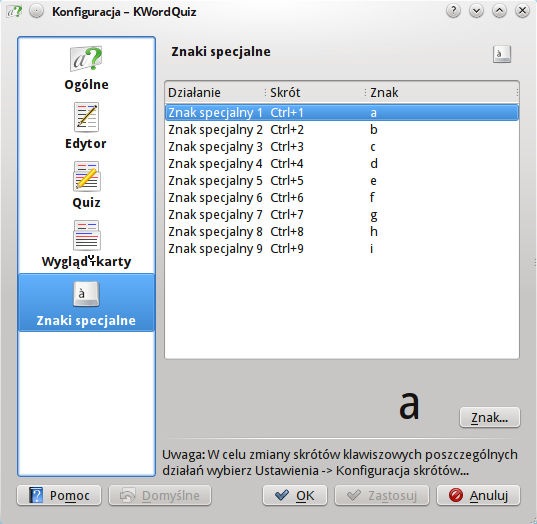 Konfiguracja – KWordQuiz
Ogólne
Edytor
Quiz
Wygląd karty
Znaki specjalne
Znaki specjalne
Działanie Skrót Znak
Znak specjalny 1 Ctrl+1 a
Znak specjalny 2 Ctrl+2 b
Znak specjalny 3 Ctrl+3 c
Znak specjalny 4 Ctrl+4 d
Znak specjalny 5 Ctrl+5 e
Znak specjalny 6 Ctrl+6 f
Znak specjalny 7 Ctrl+7 g
Znak specjalny 8 Ctrl+8 h
Znak specjalny 9 Ctrl+9 i
a
Znak...
Uwaga: W celu zmiany skrótów klawiszowych poszczególnych
działań wybierz Ustawienia -> Konfiguracja skrótów...
Pomoc Domyślne OK Zastosuj Anuluj